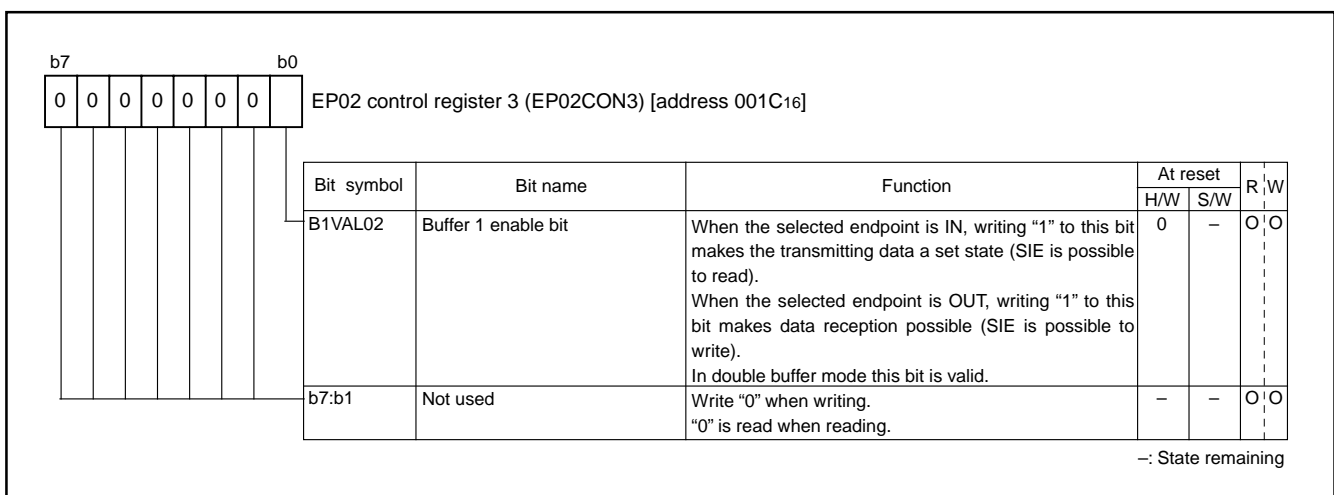 b7 b0
0 0 0 0 0 0 0
EP02 control register 3 (EP02CON3) [address 001C16]
Bit symbol Bit name Function At reset R W
H/W S/W
B1VAL02 Buffer 1 enable bit When the selected endpoint is IN, writing “1” to this bit 0 – O O
makes the transmitting data a set state (SIE is possible
to read).
When the selected endpoint is OUT, writing “1” to this
bit makes data reception possible (SIE is possible to
write).
In double buffer mode this bit is valid.
b7:b1 Not used Write “0” when writing. – – O O
“0” is read when reading.
–: State remaining